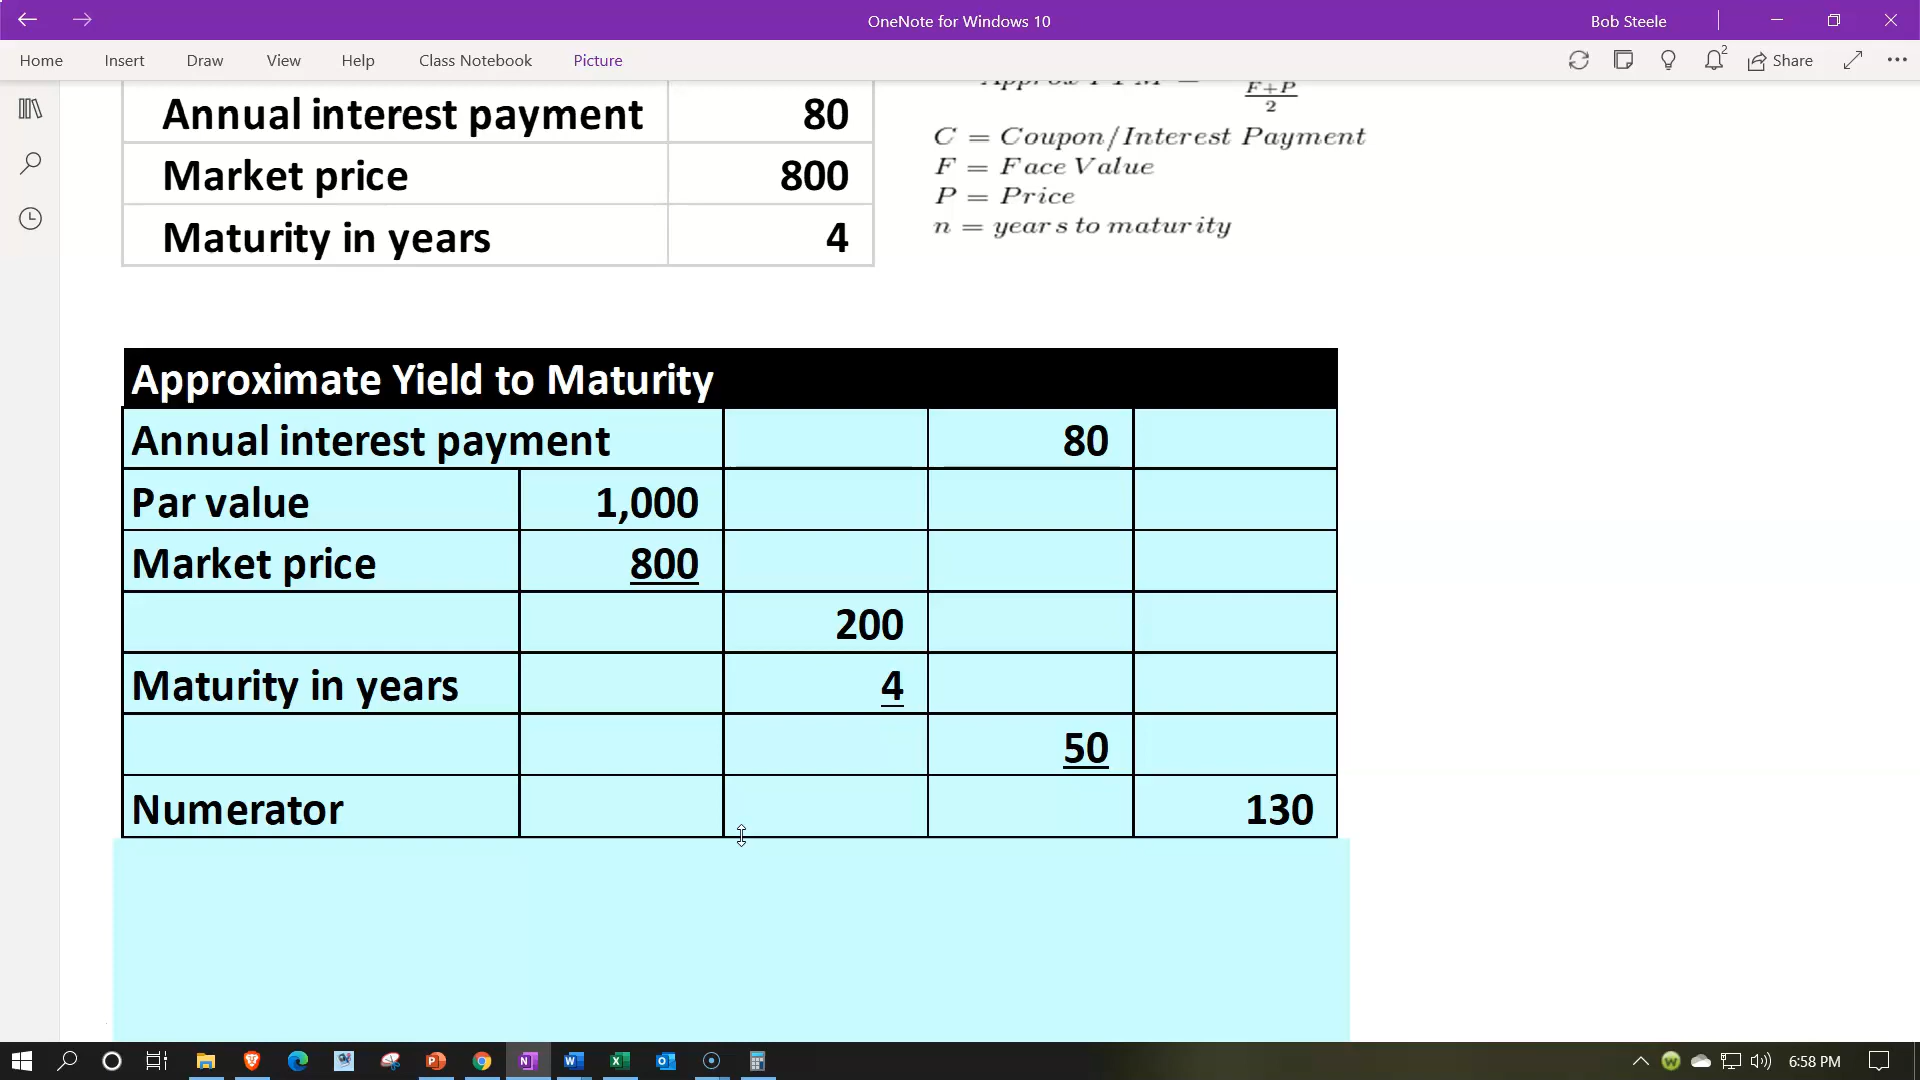 OneNote for Windows 10
Bob Steele
Home Insert Draw View Help Class Notebook Picture
2 Share
Annual interest payment 80
Market price 800
Maturity in years 4
F+P
2
C = Coupon/Interest Payment
F = Face Value
P = Price
n = years to maturity
Approximate Yield to Maturity
Annual interest payment 80
Par value 1,000
Market price 800
200
Maturity in years 4
50
Numerator 130
6:58 PM